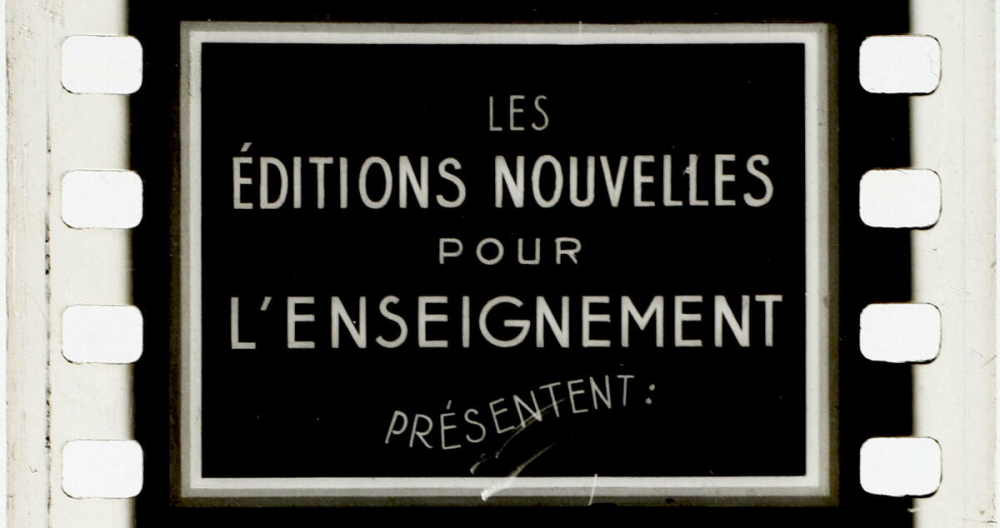 LES
ÉDITIONS NOUVELLES
POUR
L'ENSEIGNEMENT
PRÉSENTENT :